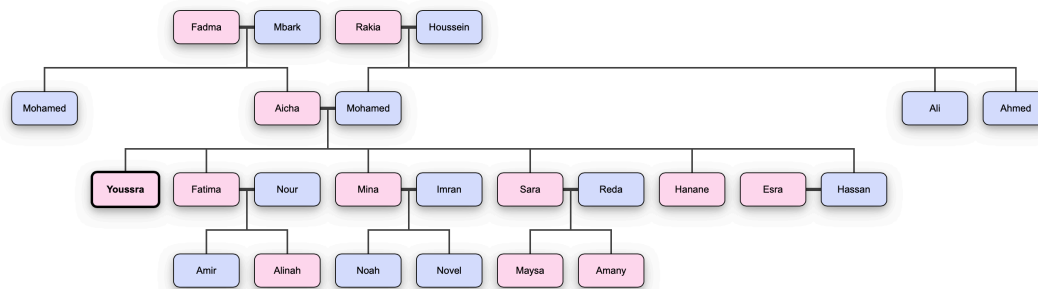 Fadma
Mbark
Rakia
Houssein
Mohamed
Aicha
Mohamed
Ali
Ahmed
Youssra
Fatima
Nour
Mina
Imran
Sara
Reda
Hanane
Esra
Hassan
Amir
Alinah
Noah
Novel
Maysa
Amany